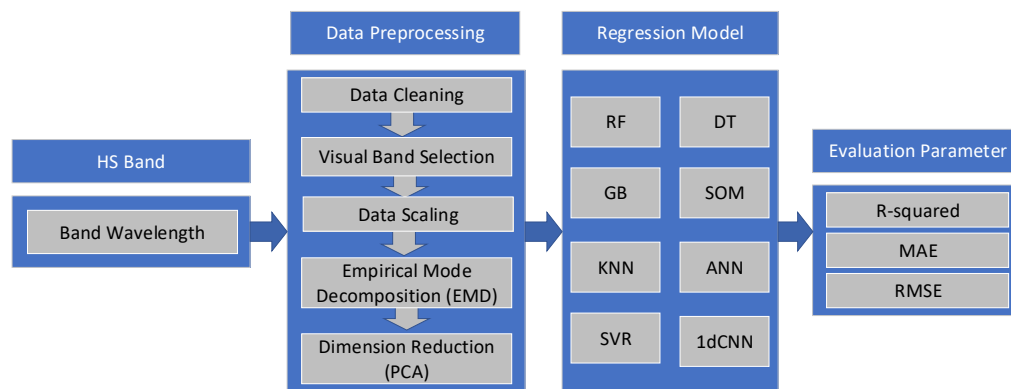 HS Band
Band Wavelength
Data Preprocessing
Data Cleaning
Visual Band Selection
Data Scaling
Empirical Mode
Decomposition (EMD)
Dimension Reduction
(PCA)
Regression Model
RF
DT
GB
SOM
KNN
ANN
SVR
1dCNN
Evaluation Parameter
R-squared
MAE
RMSE